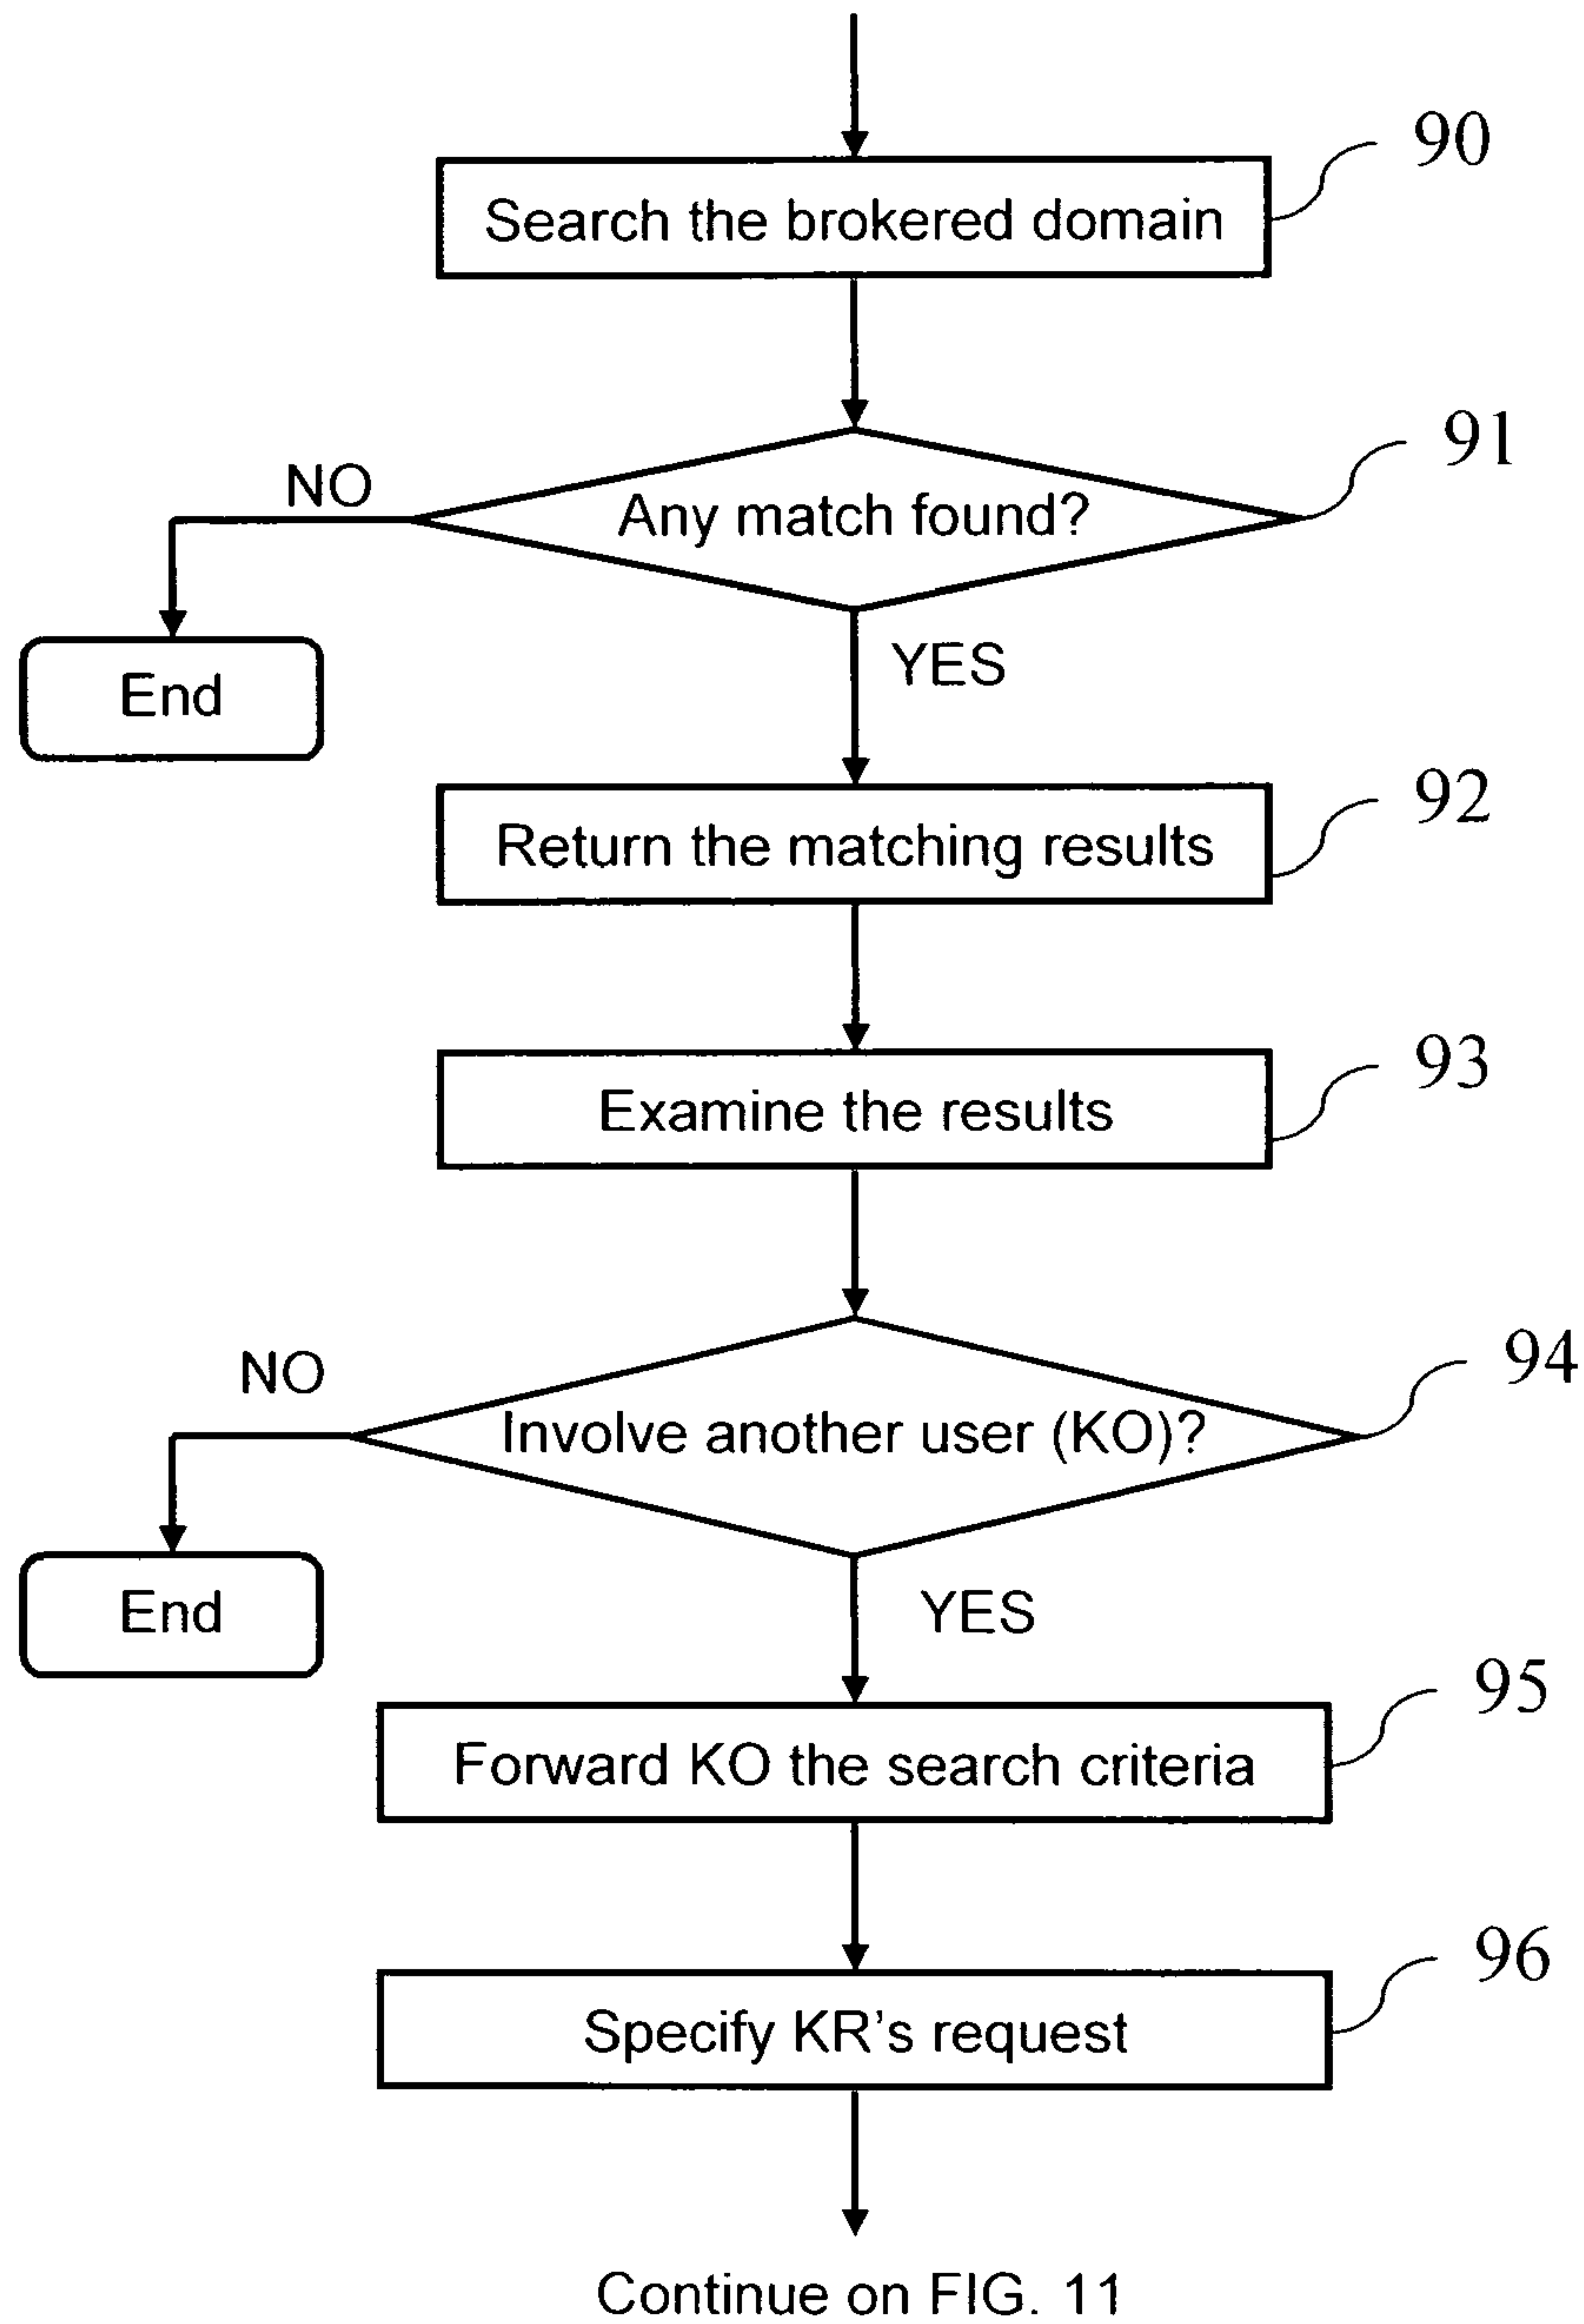 90
Search the brokered domain
91
NO
Any match found?
YES
End
92
Return the matching results
93
Examine the results
94
NO
Involve another user (KO)?
YES
End
95
Forward KO the search criteria
96
Specify KR's request
Continue on FIG. 11